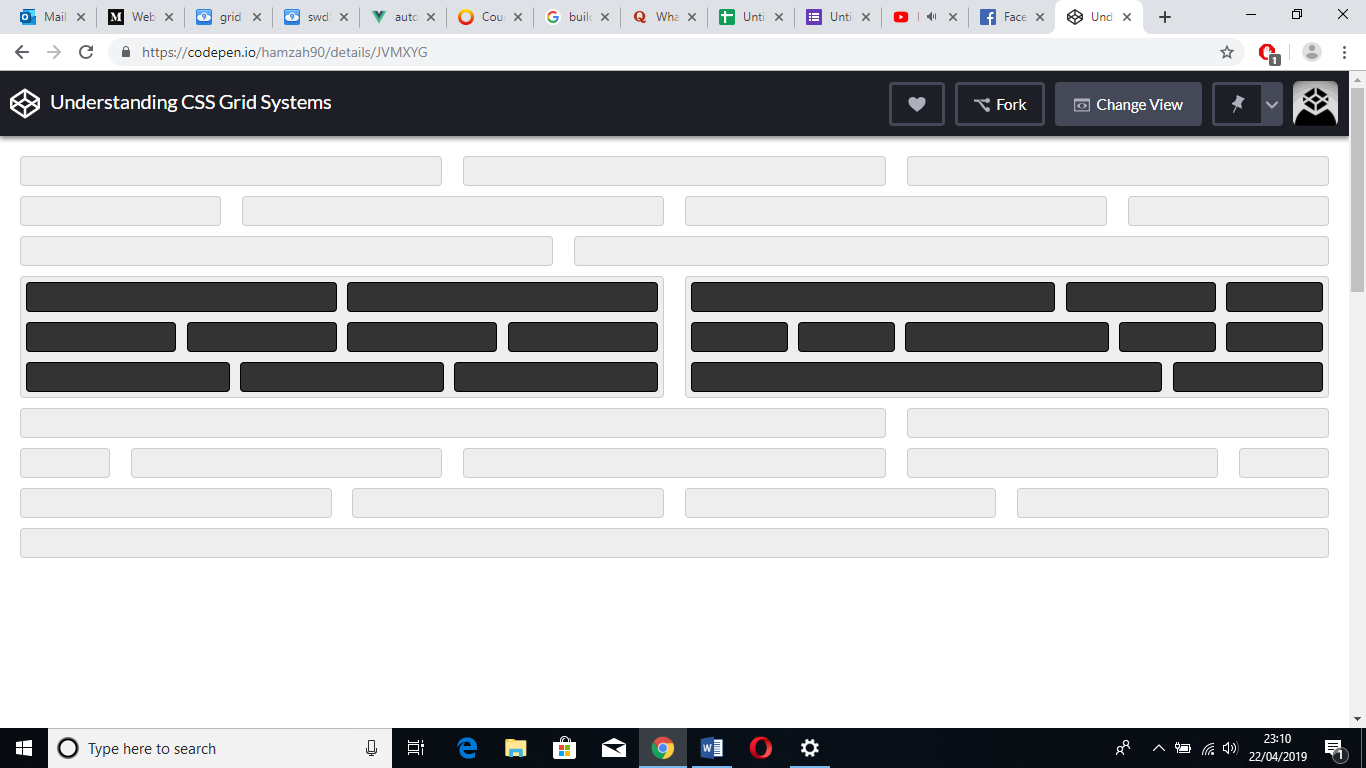 Mail
Web
grid
swd
auto
Cou
build
Wha
Unti
Unti
Face
Und
https://codepen.io/hamzah90/details/JVMXYG
1
Understanding CSS Grid Systems
Fork
Change View
Type here to search
23:10
22/04/2019
1